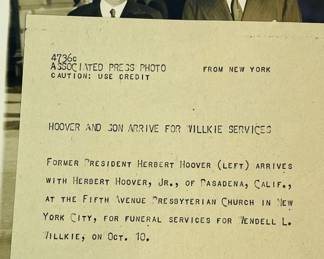 4736c
ASSOCIATED PRESS PHOTO FROM NEW YORK
CAUTION: USE CREDIT
HOOVER AND SON ARRIVE FOR WILLKIE SERVICES
FORMER PRESIDENT HERBERT HOOVER (LEFT) ARRIVES
WITH HERBERT HOOVER, JR., OF PASADENA, CALIF.,
AT THE FIFTH AVENUE PRESBYTERIAN CHURCH IN NEW
YORK CITY, FOR FUNERAL SERVICES FOR WENDELL L.
WILLKIE, ON OCT. 10.